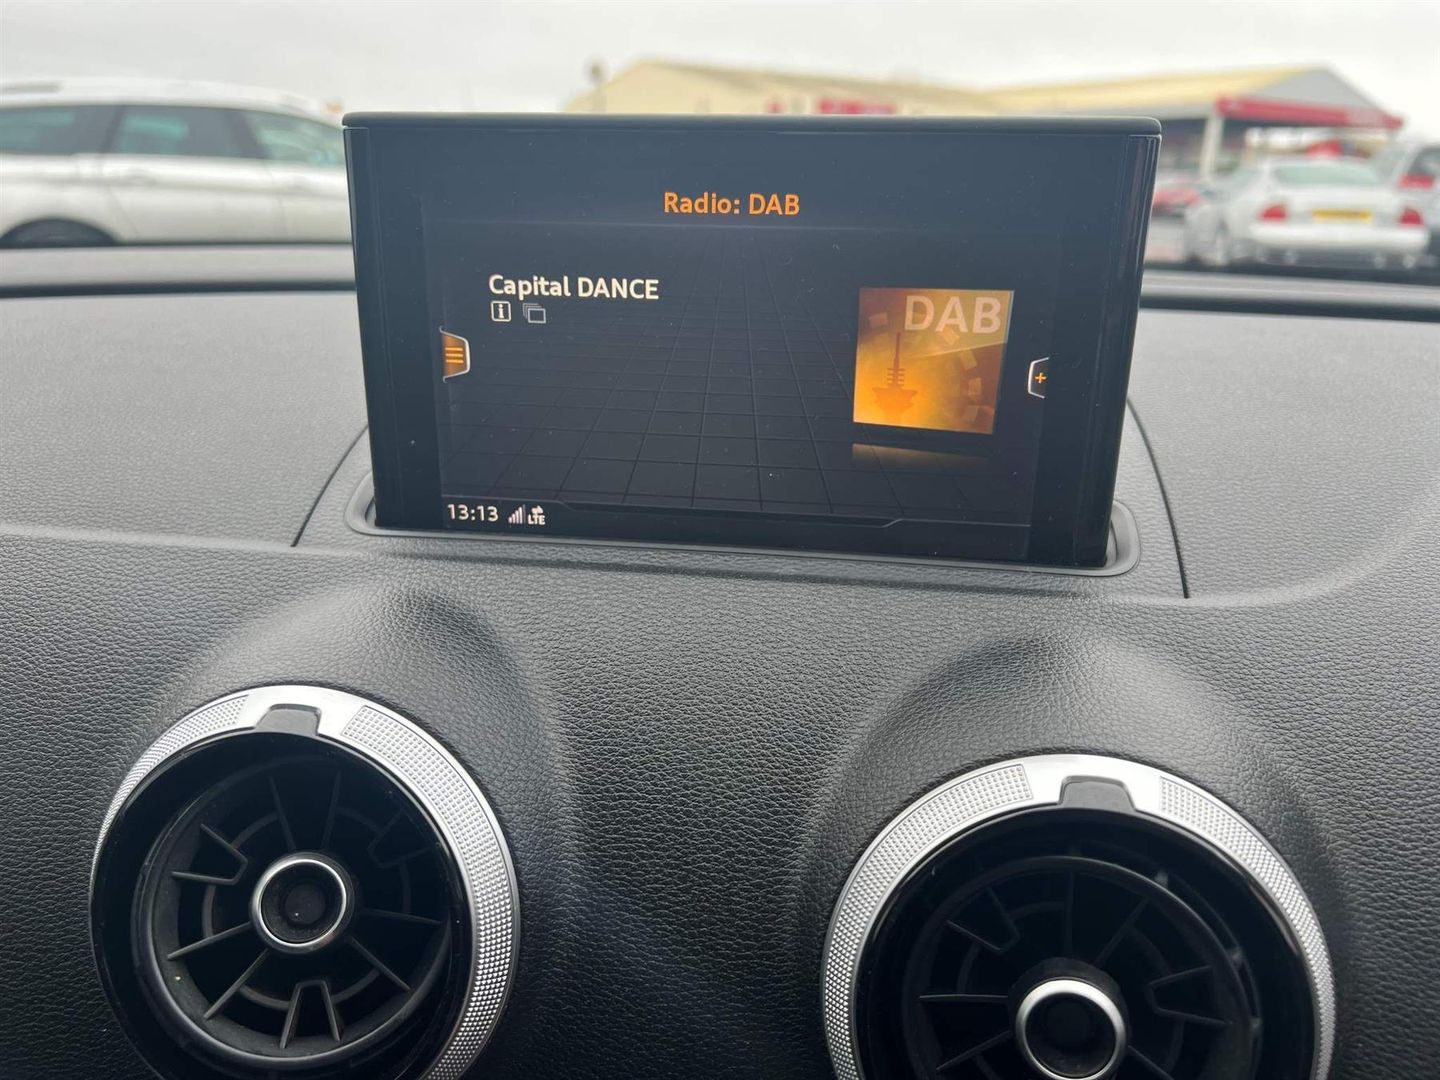 Radio: DAB
Capital DANCE
DAB
13:13 LTE